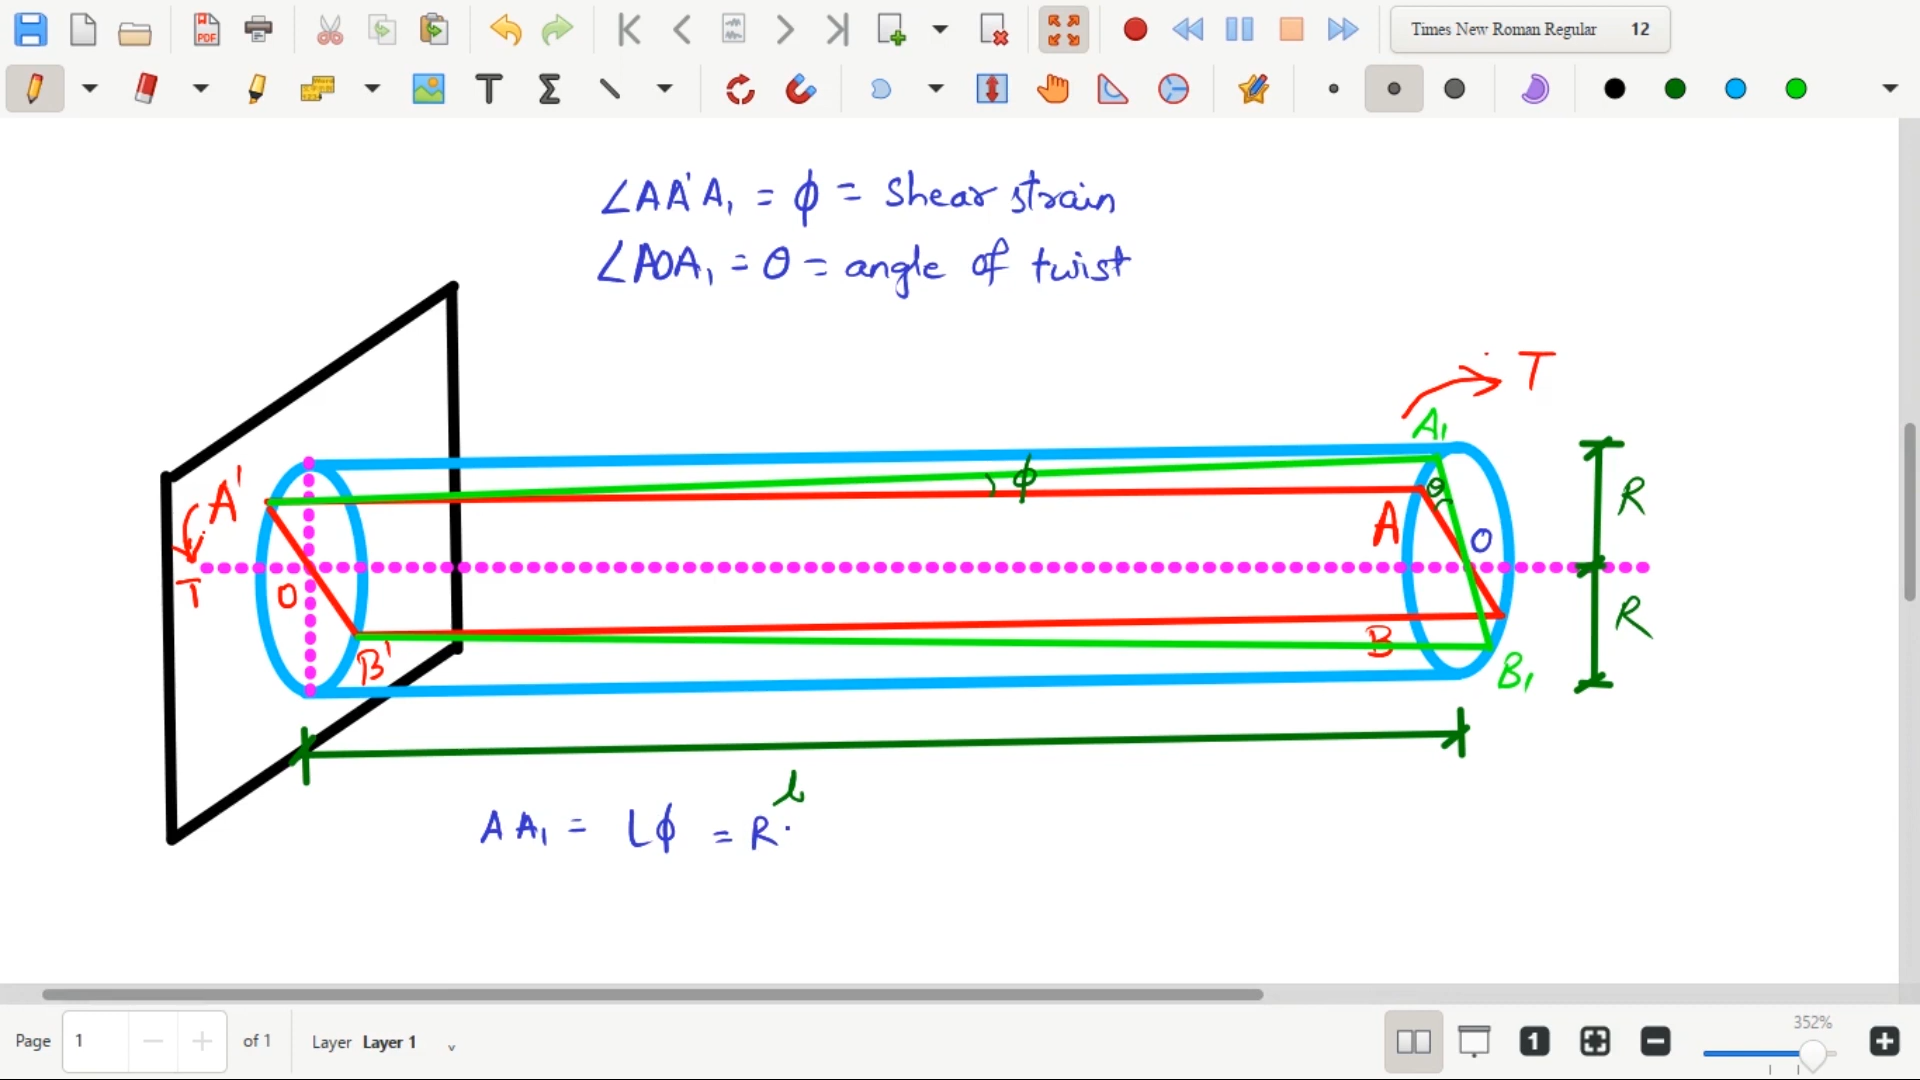 Times New Roman Regular 12
∠AA'A₁ = ϕ = Shear strain
∠AOA₁ = θ = angle of twist
T
A₁
A'
ϕ
θ
R
A
O
T
O
R
B
B'
B₁
l
AA₁ = Lϕ = R
Page 1 of 1 Layer Layer 1
352%